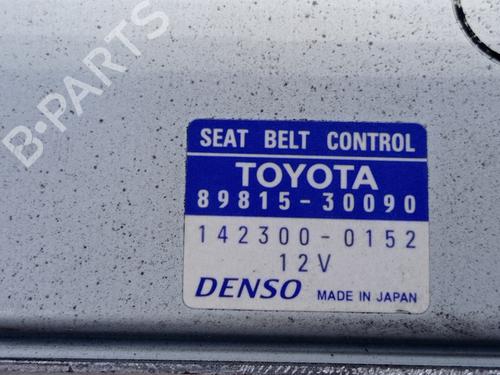 B-PARTS
SEAT BELT CONTROL
TOYOTA
89815-30090
142300-0152
12V
DENSO MADE IN JAPAN